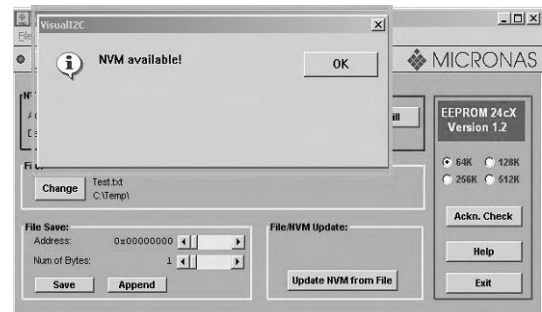 VisualI2C
NVM available!
OK
MICRONAS
EEPROM 24cX
Version 1.2
64K 128K
256K 512K
File:
Change
Test.txt
C:\Temp\
File Save:
Address: 0x00000000
Num of Bytes: 1
Save Append
File/NVM Update:
Update NVM from File
Ackn. Check
Help
Exit